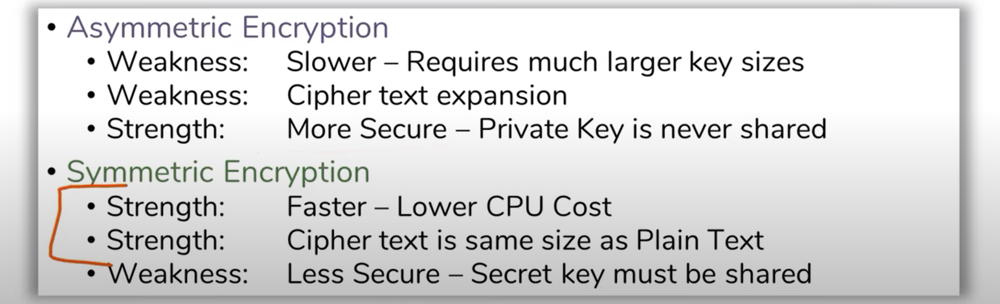 • Asymmetric Encryption
• Weakness: Slower – Requires much larger key sizes
• Weakness: Cipher text expansion
• Strength: More Secure – Private Key is never shared
• Symmetric Encryption
• Strength: Faster – Lower CPU Cost
• Strength: Cipher text is same size as Plain Text
• Weakness: Less Secure – Secret key must be shared